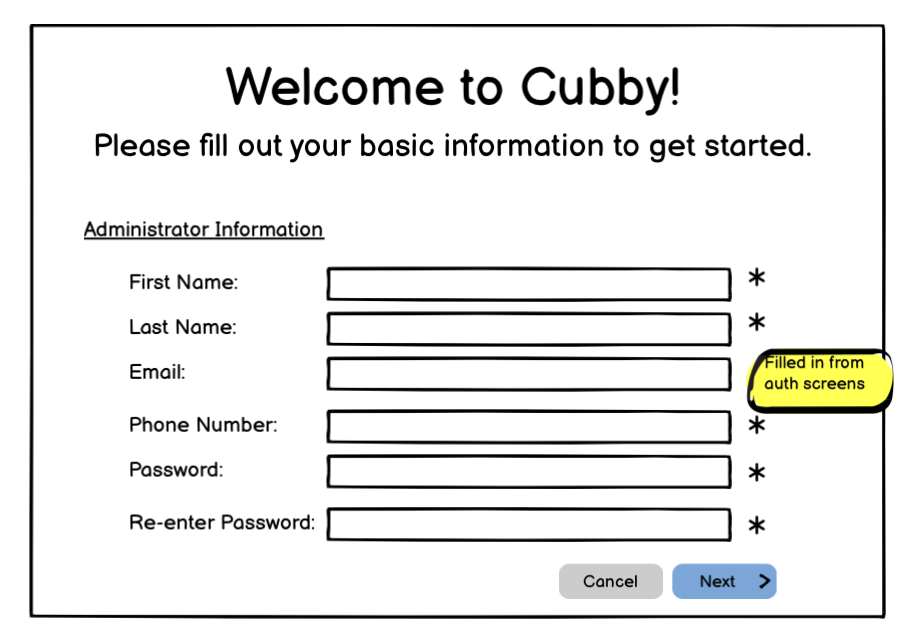 Welcome to Cubby!
Please fill out your basic information to get started.
Administrator Information
First Name: *
Last Name: *
Email:
Filled in from
auth screens
Phone Number: *
Password: *
Re-enter Password: *
Cancel
Next >